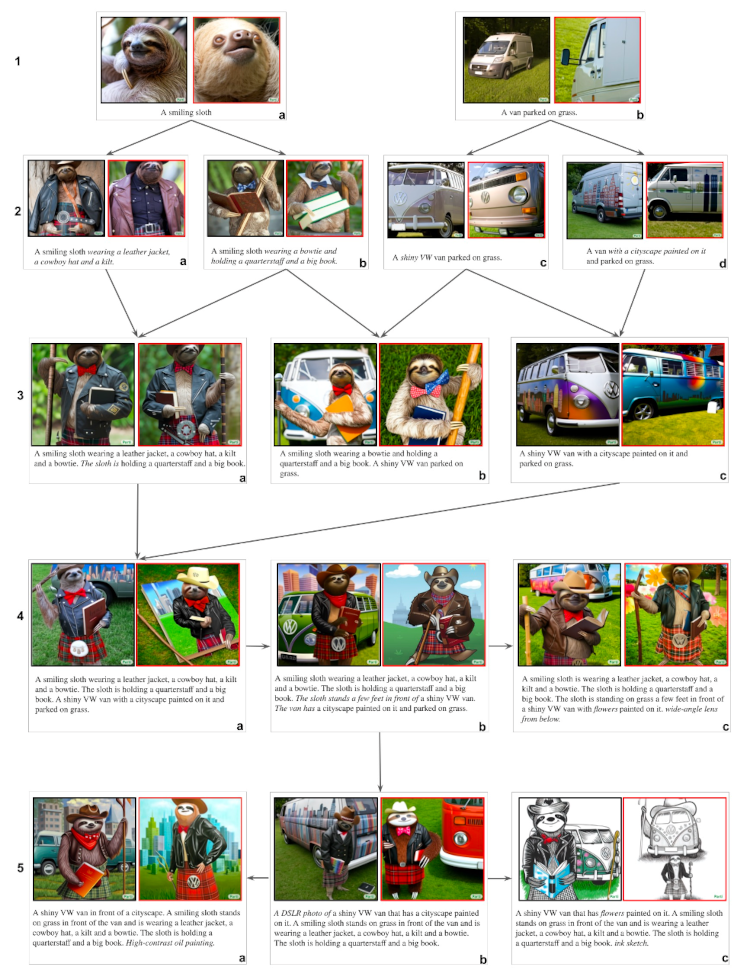 1
A smiling sloth
a
A van parked on grass.
b
2
A smiling sloth wearing a leather jacket,
a cowboy hat and a kilt.
a
A smiling sloth wearing a bowtie and
holding a quarterstaff and a big book.
b
A shiny VW van parked on grass.
c
A van with a cityscape painted on it
and parked on grass.
d
3
A smiling sloth wearing a leather jacket, a cowboy hat, a kilt
and a bowtie. The sloth is holding a quarterstaff and a big book.
a
A smiling sloth wearing a bowtie and holding a
quarterstaff and a big book. A shiny VW van parked on
grass.
b
A shiny VW van with a cityscape painted on it and
parked on grass.
c
4
A smiling sloth wearing a leather jacket, a cowboy hat, a kilt
and a bowtie. The sloth is holding a quarterstaff and a big
book. A shiny VW van with a cityscape painted on it and
parked on grass.
a
A smiling sloth wearing a leather jacket, a cowboy hat, a kilt
and a bowtie. The sloth is holding a quarterstaff and a big
book. The sloth stands a few feet in front of a shiny VW van.
The van has a cityscape painted on it and parked on grass.
b
A smiling sloth is wearing a leather jacket, a cowboy hat, a
kilt and a bowtie. The sloth is holding a quarterstaff and a
big book. The sloth is standing on grass a few feet in front of
a shiny VW van with flowers painted on it. wide-angle lens
from below.
c
5
A shiny VW van in front of a cityscape. A smiling sloth stands
on grass in front of the van and is wearing a leather jacket, a
cowboy hat, a kilt and a bowtie. The sloth is holding a
quarterstaff and a big book. High-contrast oil painting.
a
A DSLR photo of a shiny VW van that has a cityscape painted
on it. A smiling sloth stands on grass in front of the van and is
wearing a leather jacket, a cowboy hat, a kilt and a bowtie.
The sloth is holding a quarterstaff and a big book.
b
A shiny VW van that has flowers painted on it. A smiling sloth
stands on grass in front of the van and is wearing a leather
jacket, a cowboy hat, a kilt and a bowtie. The sloth is holding
a quarterstaff and a big book. ink sketch.
c